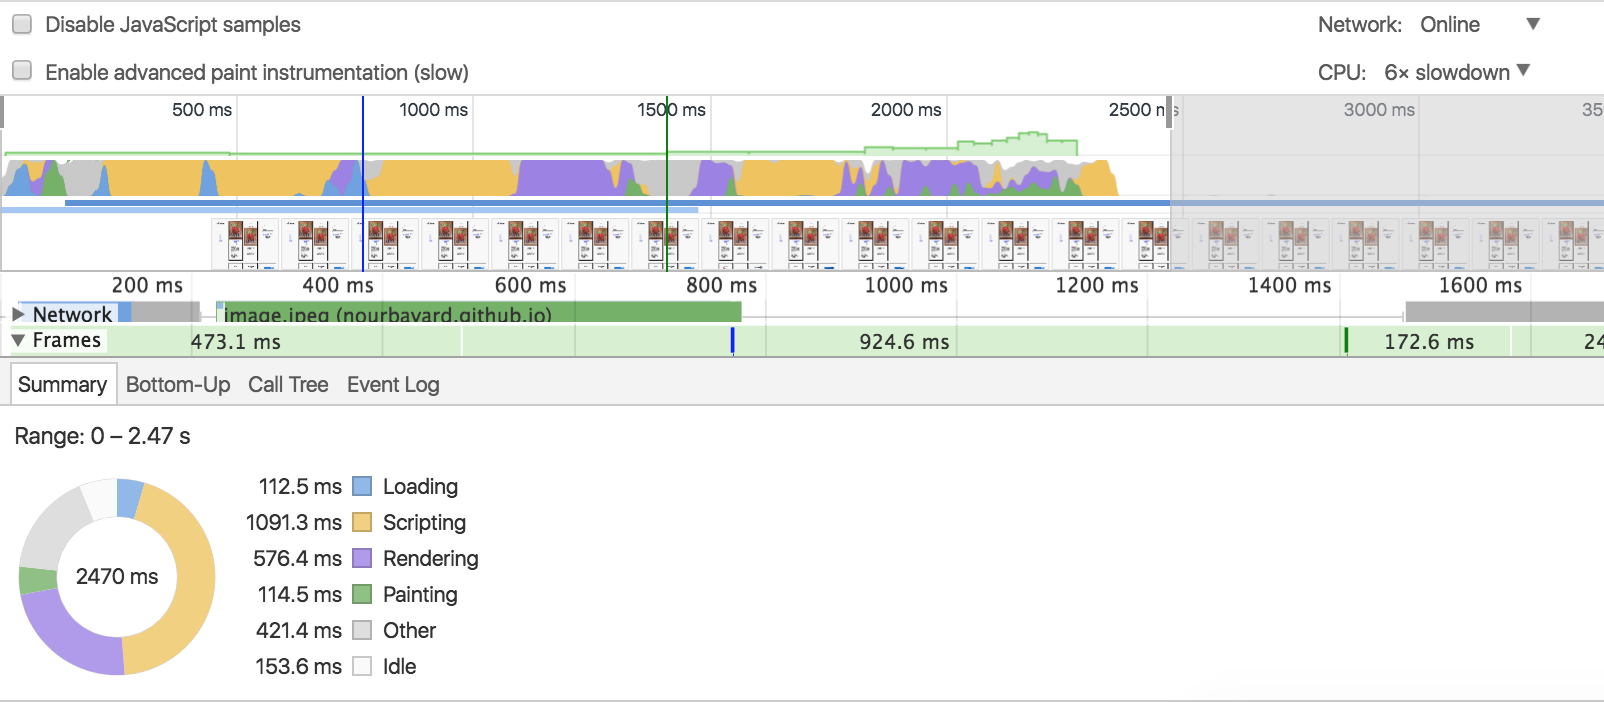 Disable JavaScript samples
Network: Online
Enable advanced paint instrumentation (slow)
CPU: 6× slowdown
500 ms 1000 ms 1500 ms 2000 ms 2500 ms 3000 ms 35
200 ms 400 ms 600 ms 800 ms 1000 ms 1200 ms 1400 ms 1600 ms
Network image.jpeg (nourbayard.github.io)
Frames 473.1 ms 924.6 ms 172.6 ms 24
Summary Bottom-Up Call Tree Event Log
Range: 0 – 2.47 s
2470 ms
112.5 ms Loading
1091.3 ms Scripting
576.4 ms Rendering
114.5 ms Painting
421.4 ms Other
153.6 ms Idle